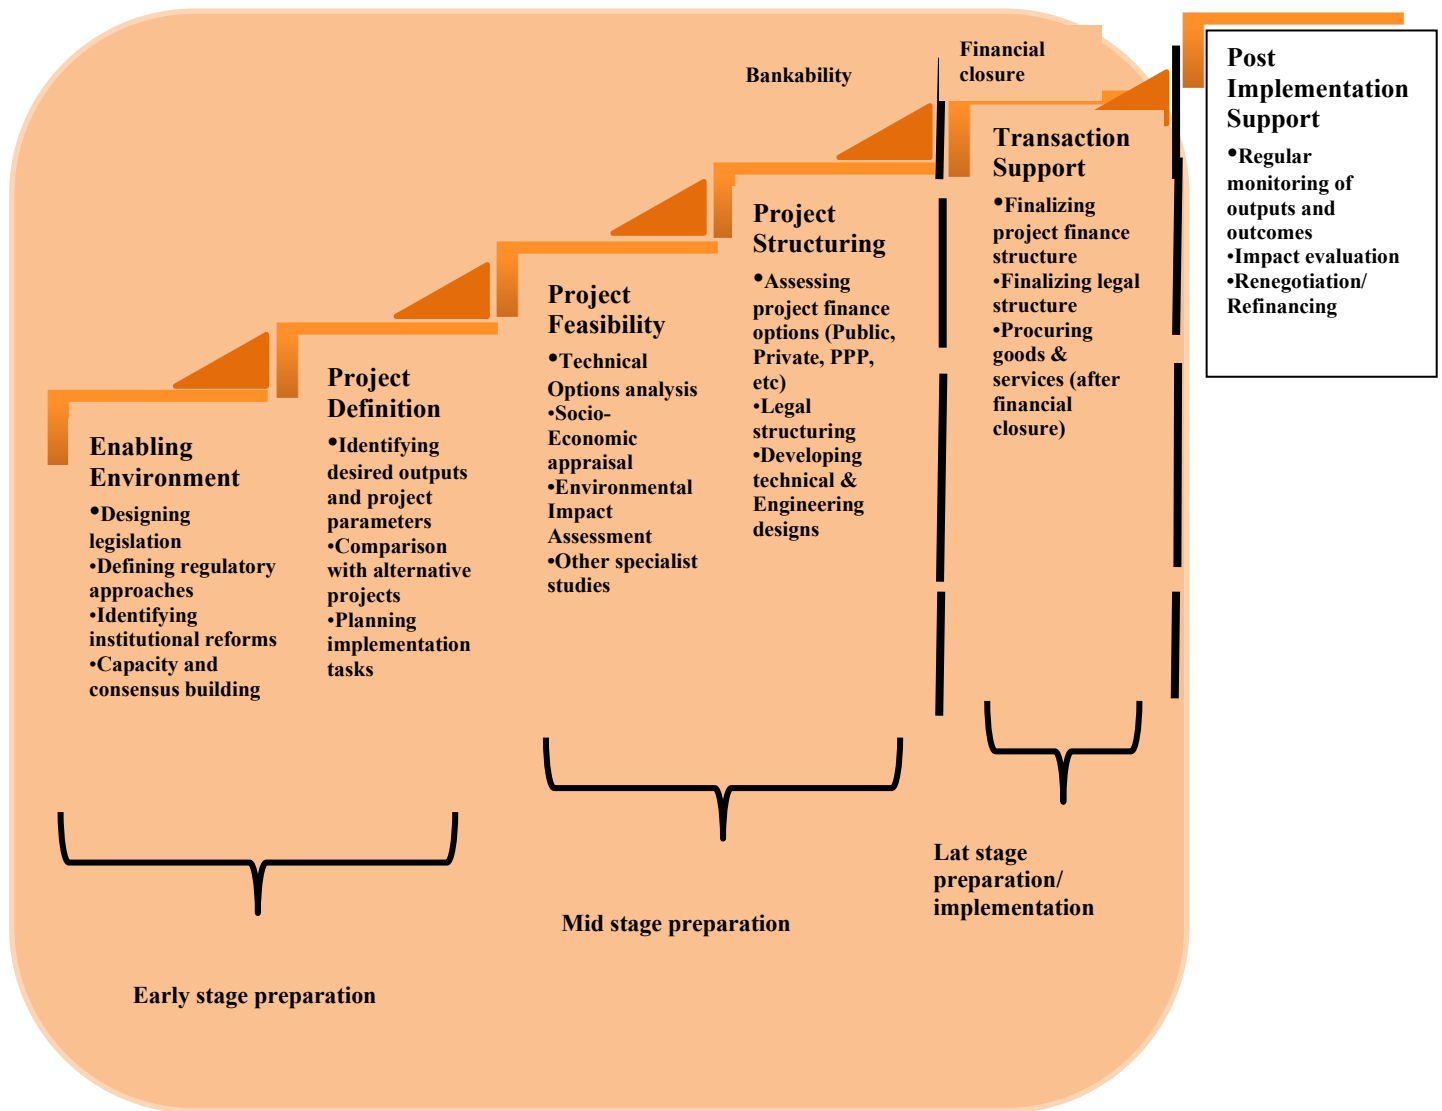 Bankability
Financial
closure
Enabling
Environment
•Designing
legislation
•Defining regulatory
approaches
•Identifying
institutional reforms
•Capacity and
consensus building
Project
Definition
•Identifying
desired outputs
and project
parameters
•Comparison
with alternative
projects
•Planning
implementation
tasks
Project
Feasibility
•Technical
Options analysis
•Socio-
Economic
appraisal
•Environmental
Impact
Assessment
•Other specialist
studies
Project
Structuring
•Assessing
project finance
options (Public,
Private, PPP,
etc)
•Legal
structuring
•Developing
technical &
Engineering
designs
Transaction
Support
•Finalizing
project finance
structure
•Finalizing legal
structure
•Procuring
goods &
services (after
financial
closure)
Post
Implementation
Support
•Regular
monitoring of
outputs and
outcomes
•Impact evaluation
•Renegotiation/
Refinancing
Early stage preparation
Mid stage preparation
Lat stage
preparation/
implementation